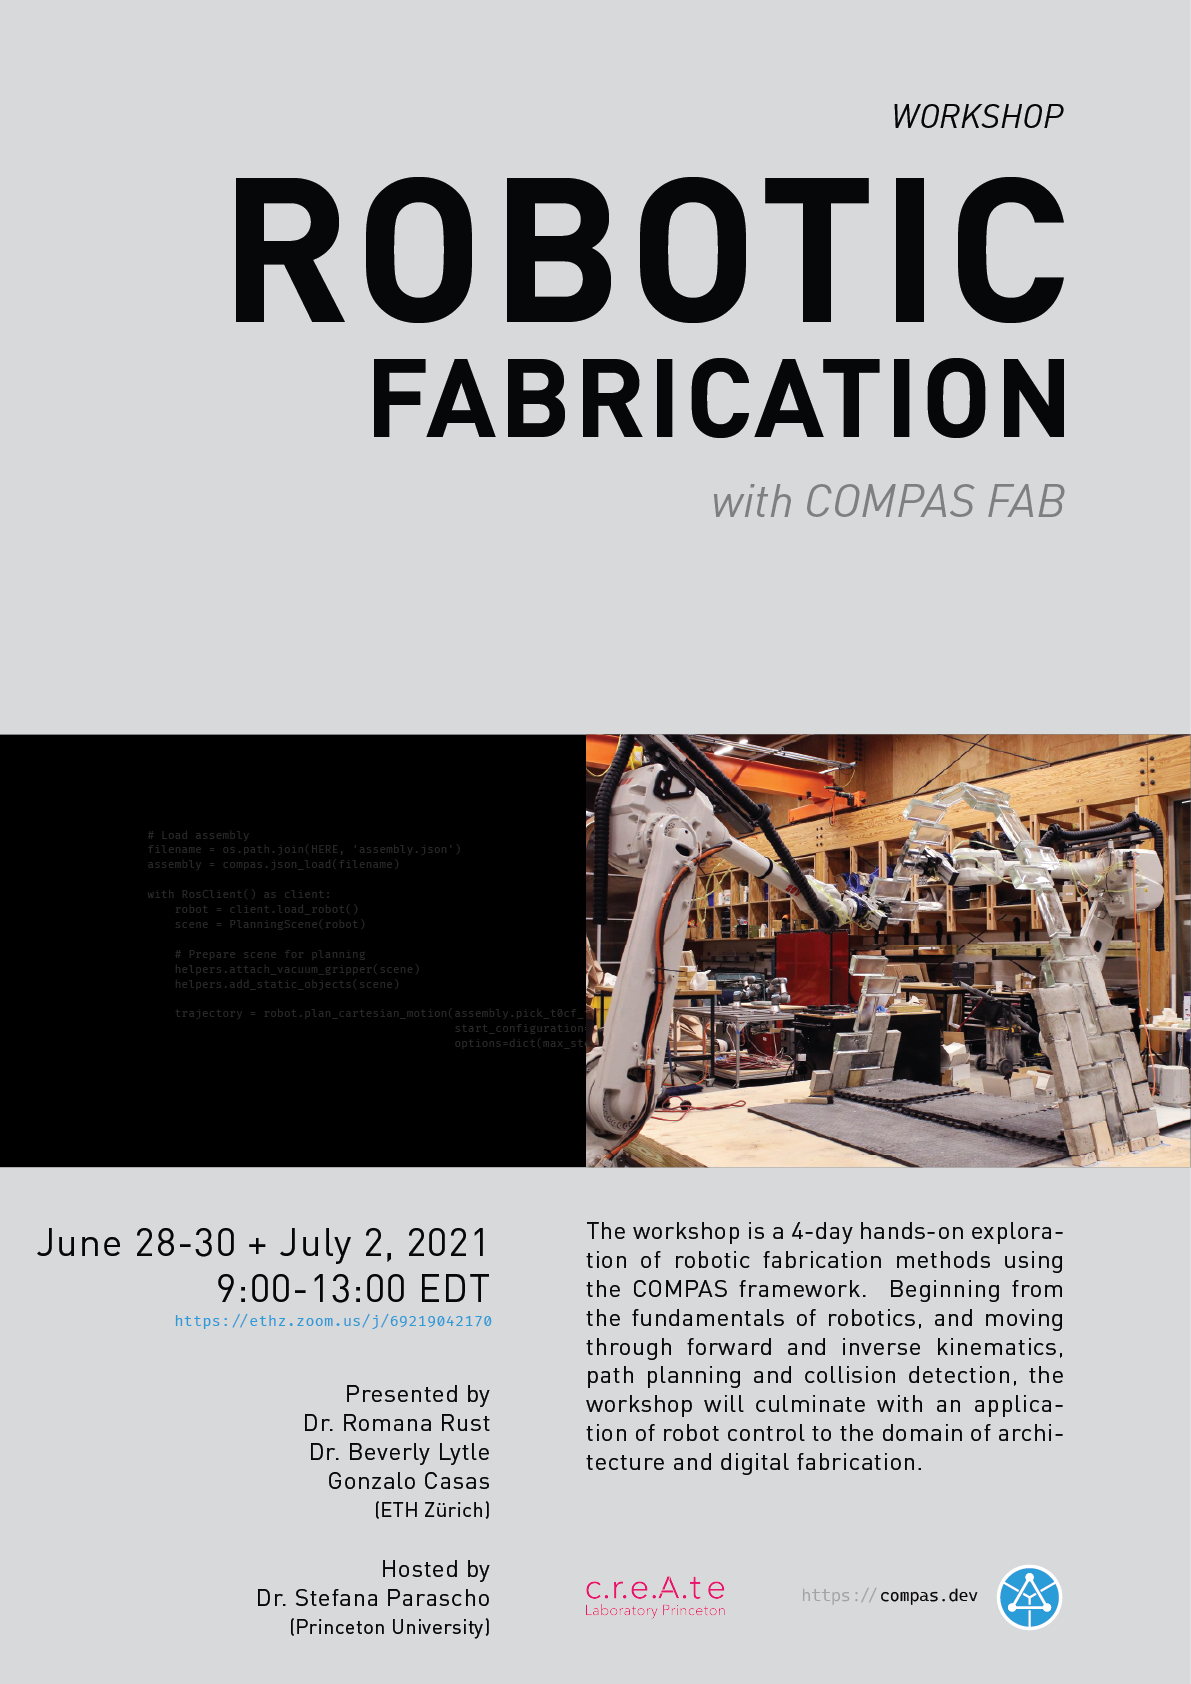 WORKSHOP
ROBOTIC
FABRICATION
with COMPAS FAB
# Load assembly
filename = os.path.join(HERE, 'assembly.json')
assembly = compas.json_load(filename)
with RosClient() as client:
robot = client.load_robot()
scene = PlanningScene(robot)
# Prepare scene for planning
helpers.attach_vacuum_gripper(scene)
helpers.add_static_objects(scene)
trajectory = robot.plan_cartesian_motion(assembly.pick_t0cf_
start_configuration=
options=dict(max_ste
June 28-30 + July 2, 2021
9:00-13:00 EDT
https://ethz.zoom.us/j/69219042170
Presented by
Dr. Romana Rust
Dr. Beverly Lytle
Gonzalo Casas
(ETH Zürich)
Hosted by
Dr. Stefana Parascho
(Princeton University)
The workshop is a 4-day hands-on explora-
tion of robotic fabrication methods using
the COMPAS framework. Beginning from
the fundamentals of robotics, and moving
through forward and inverse kinematics,
path planning and collision detection, the
workshop will culminate with an applica-
tion of robot control to the domain of archi-
tecture and digital fabrication.
c.r.e.A.t e
Laboratory Princeton
https://compas.dev